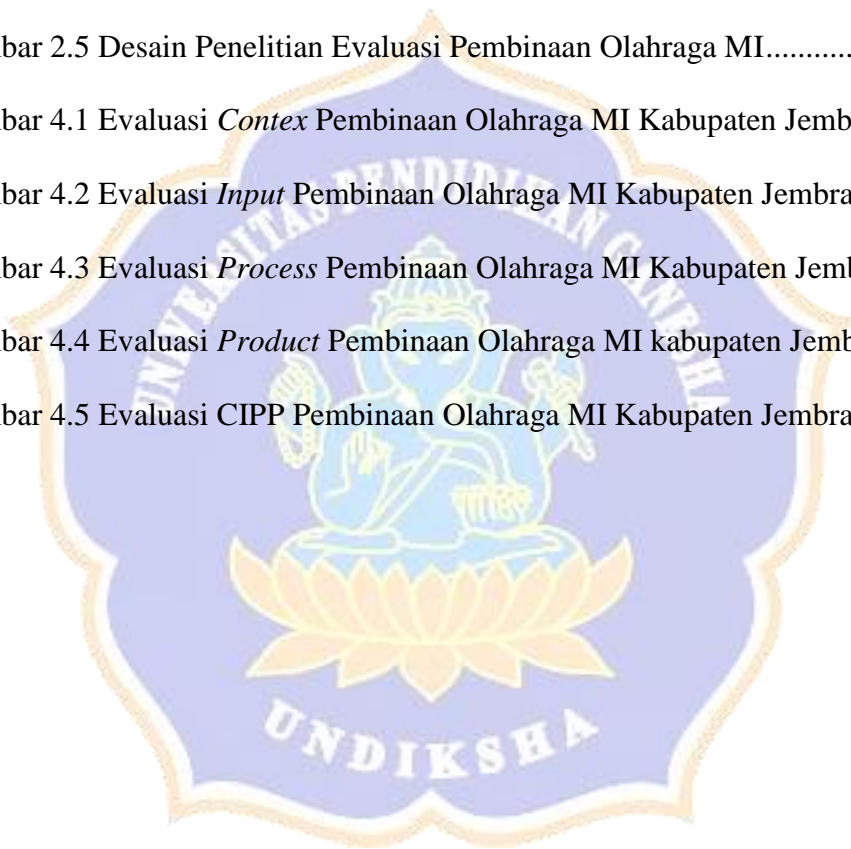 bar 2.5 Desain Penelitian Evaluasi Pembinaan Olahraga MI...........
bar 4.1 Evaluasi Contex Pembinaan Olahraga MI Kabupaten Jemb
bar 4.2 Evaluasi Input Pembinaan Olahraga MI Kabupaten Jembra
bar 4.3 Evaluasi Process Pembinaan Olahraga MI Kabupaten Jemb
bar 4.4 Evaluasi Product Pembinaan Olahraga MI kabupaten Jemb
bar 4.5 Evaluasi CIPP Pembinaan Olahraga MI Kabupaten Jembra
UNIVERSITAS PENDIDIKAN GANESHA
UNDIKSHA